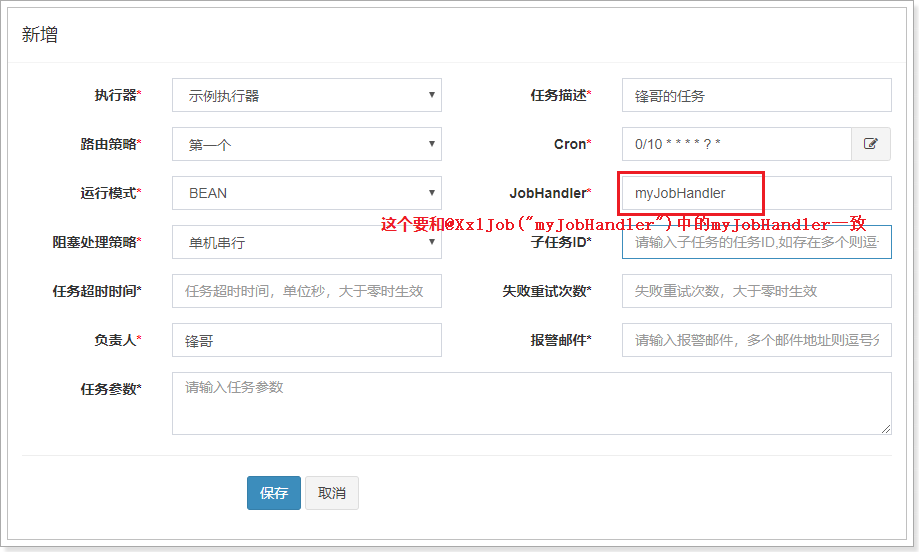 新增
执行器* 示例执行器 任务描述* 锋哥的任务
路由策略* 第一个 Cron* 0/10 * * * * ? *
运行模式* BEAN JobHandler* myJobHandler
这个要和@XxlJob("myJobHandler")中的myJobHandler一致
阻塞处理策略* 单机串行 子任务ID* 请输入子任务的任务ID,如存在多个则逗
任务超时时间* 任务超时时间，单位秒，大于零时生效 失败重试次数* 失败重试次数，大于零时生效
负责人* 锋哥 报警邮件* 请输入报警邮件，多个邮件地址则逗号分
任务参数* 请输入任务参数
保存 取消